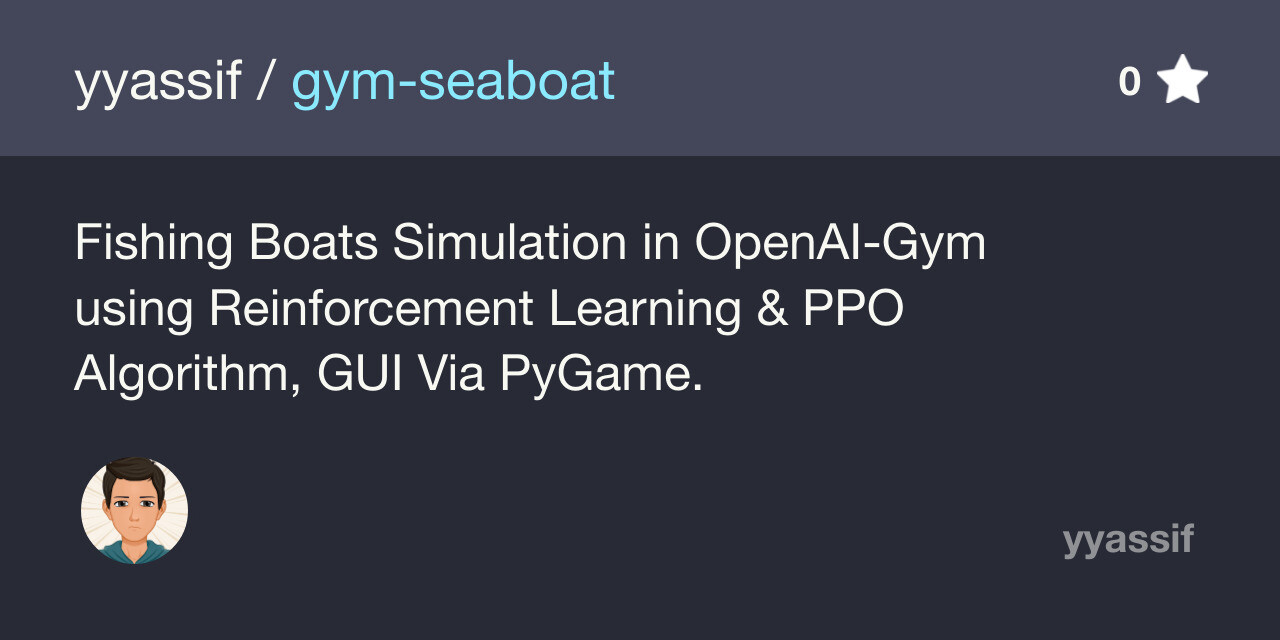 yyassif / gym-seaboat
0
Fishing Boats Simulation in OpenAI-Gym
using Reinforcement Learning & PPO
Algorithm, GUI Via PyGame.
yyassif